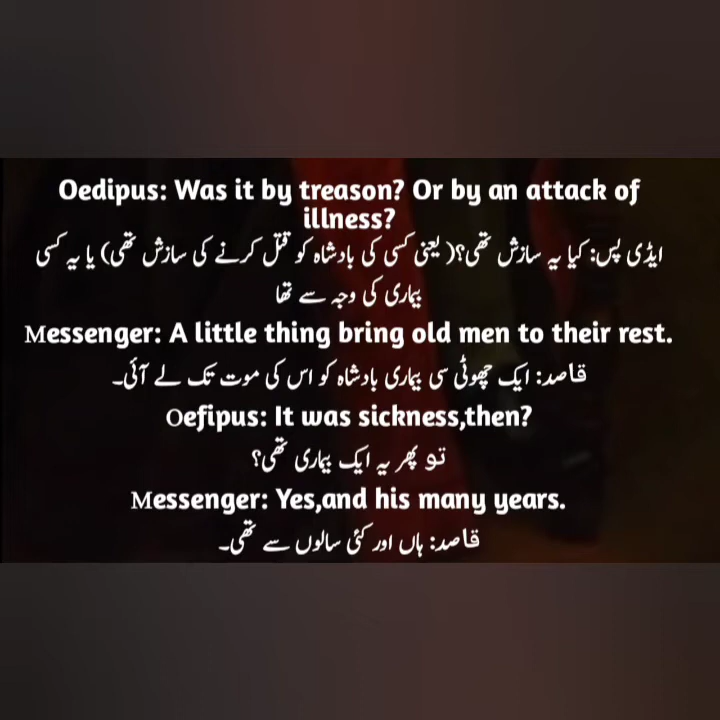 Oedipus: Was it by treason? Or by an attack of
illness?
ایڈی پس: کیا یہ سازش تھی؟( یعنی کسی کی بادشاہ کو قتل کرنے کی سازش تھی) یا یہ کسی
بیماری کی وجہ سے تھا
Messenger: A little thing bring old men to their rest.
قاصد: ایک چھوٹی سی بیماری بادشاہ کو اس کی موت تک لے آئی۔
Oefipus: It was sickness,then?
تو پھر یہ ایک بیماری تھی؟
Messenger: Yes,and his many years.
قاصد: ہاں اور کئی سالوں سے تھی۔